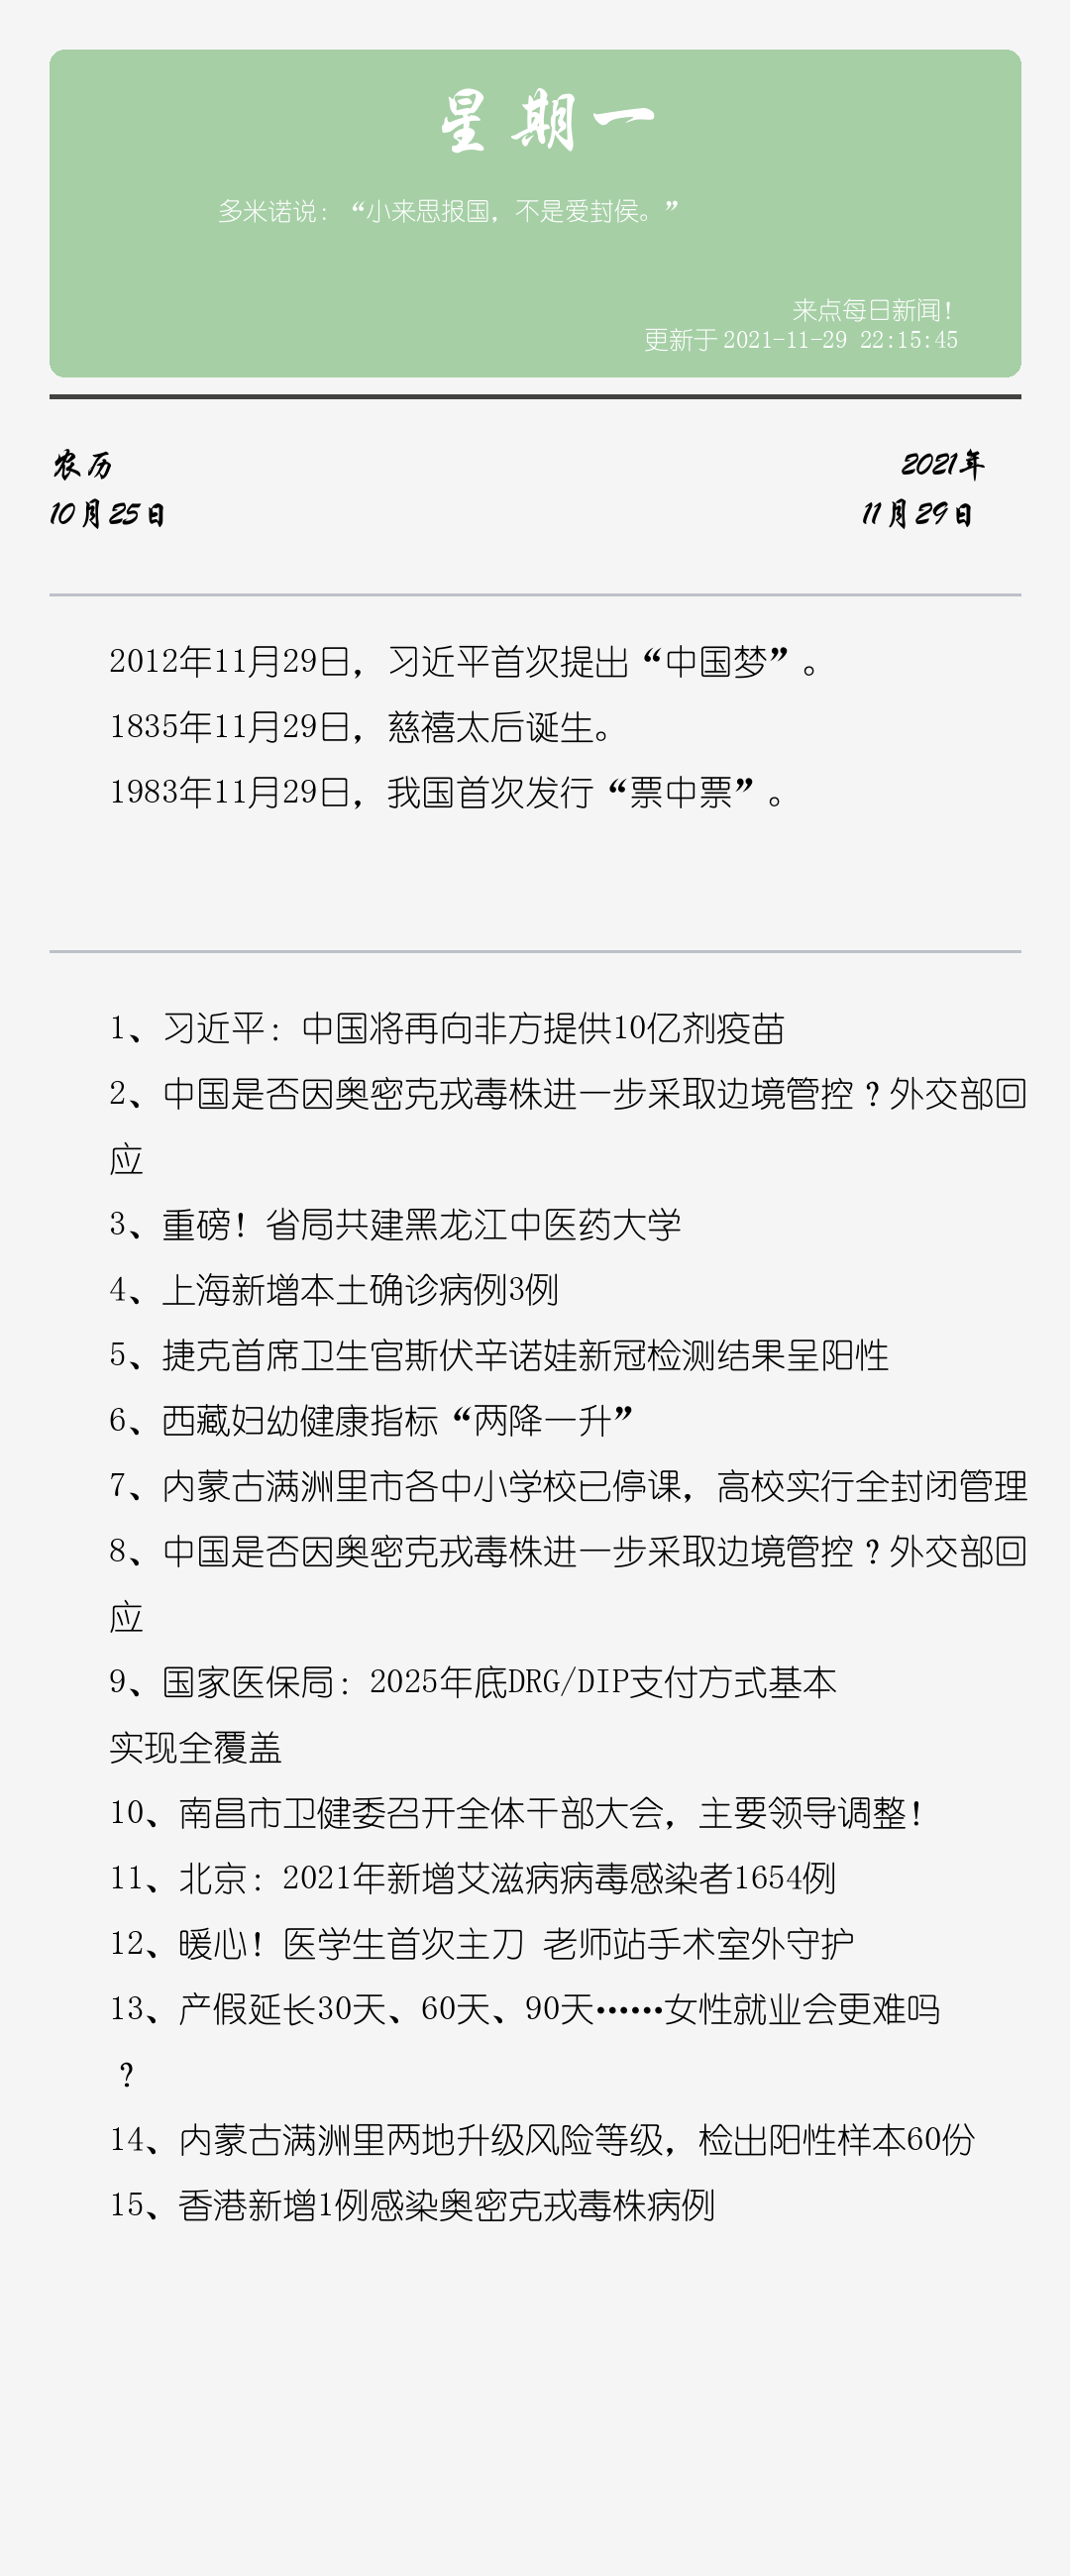 星期一
多米诺说：“小来思报国，不是爱封侯。”
来点每日新闻！
更新于2021-11-29 22:15:45
农历
2021年
10月25日
11月29日
2012年11月29日，习近平首次提出“中国梦”。
1835年11月29日，慈禧太后诞生。
1983年11月29日，我国首次发行“票中票”。
1、习近平：中国将再向非方提供10亿剂疫苗
2、中国是否因奥密克戎毒株进一步采取边境管控？外交部回
应
3、重磅！省局共建黑龙江中医药大学
4、上海新增本土确诊病例3例
5、捷克首席卫生官斯伏辛诺娃新冠检测结果呈阳性
6、西藏妇幼健康指标“两降一升”
7、内蒙古满洲里市各中小学校已停课，高校实行全封闭管理
8、中国是否因奥密克戎毒株进一步采取边境管控？外交部回
应
9、国家医保局：2025年底DRG/DIP支付方式基本
实现全覆盖
10、南昌市卫健委召开全体干部大会，主要领导调整！
11、北京：2021年新增艾滋病病毒感染者1654例
12、暖心！医学生首次主刀 老师站手术室外守护
13、产假延长30天、60天、90天……女性就业会更难吗
？
14、内蒙古满洲里两地升级风险等级，检出阳性样本60份
15、香港新增1例感染奥密克戎毒株病例